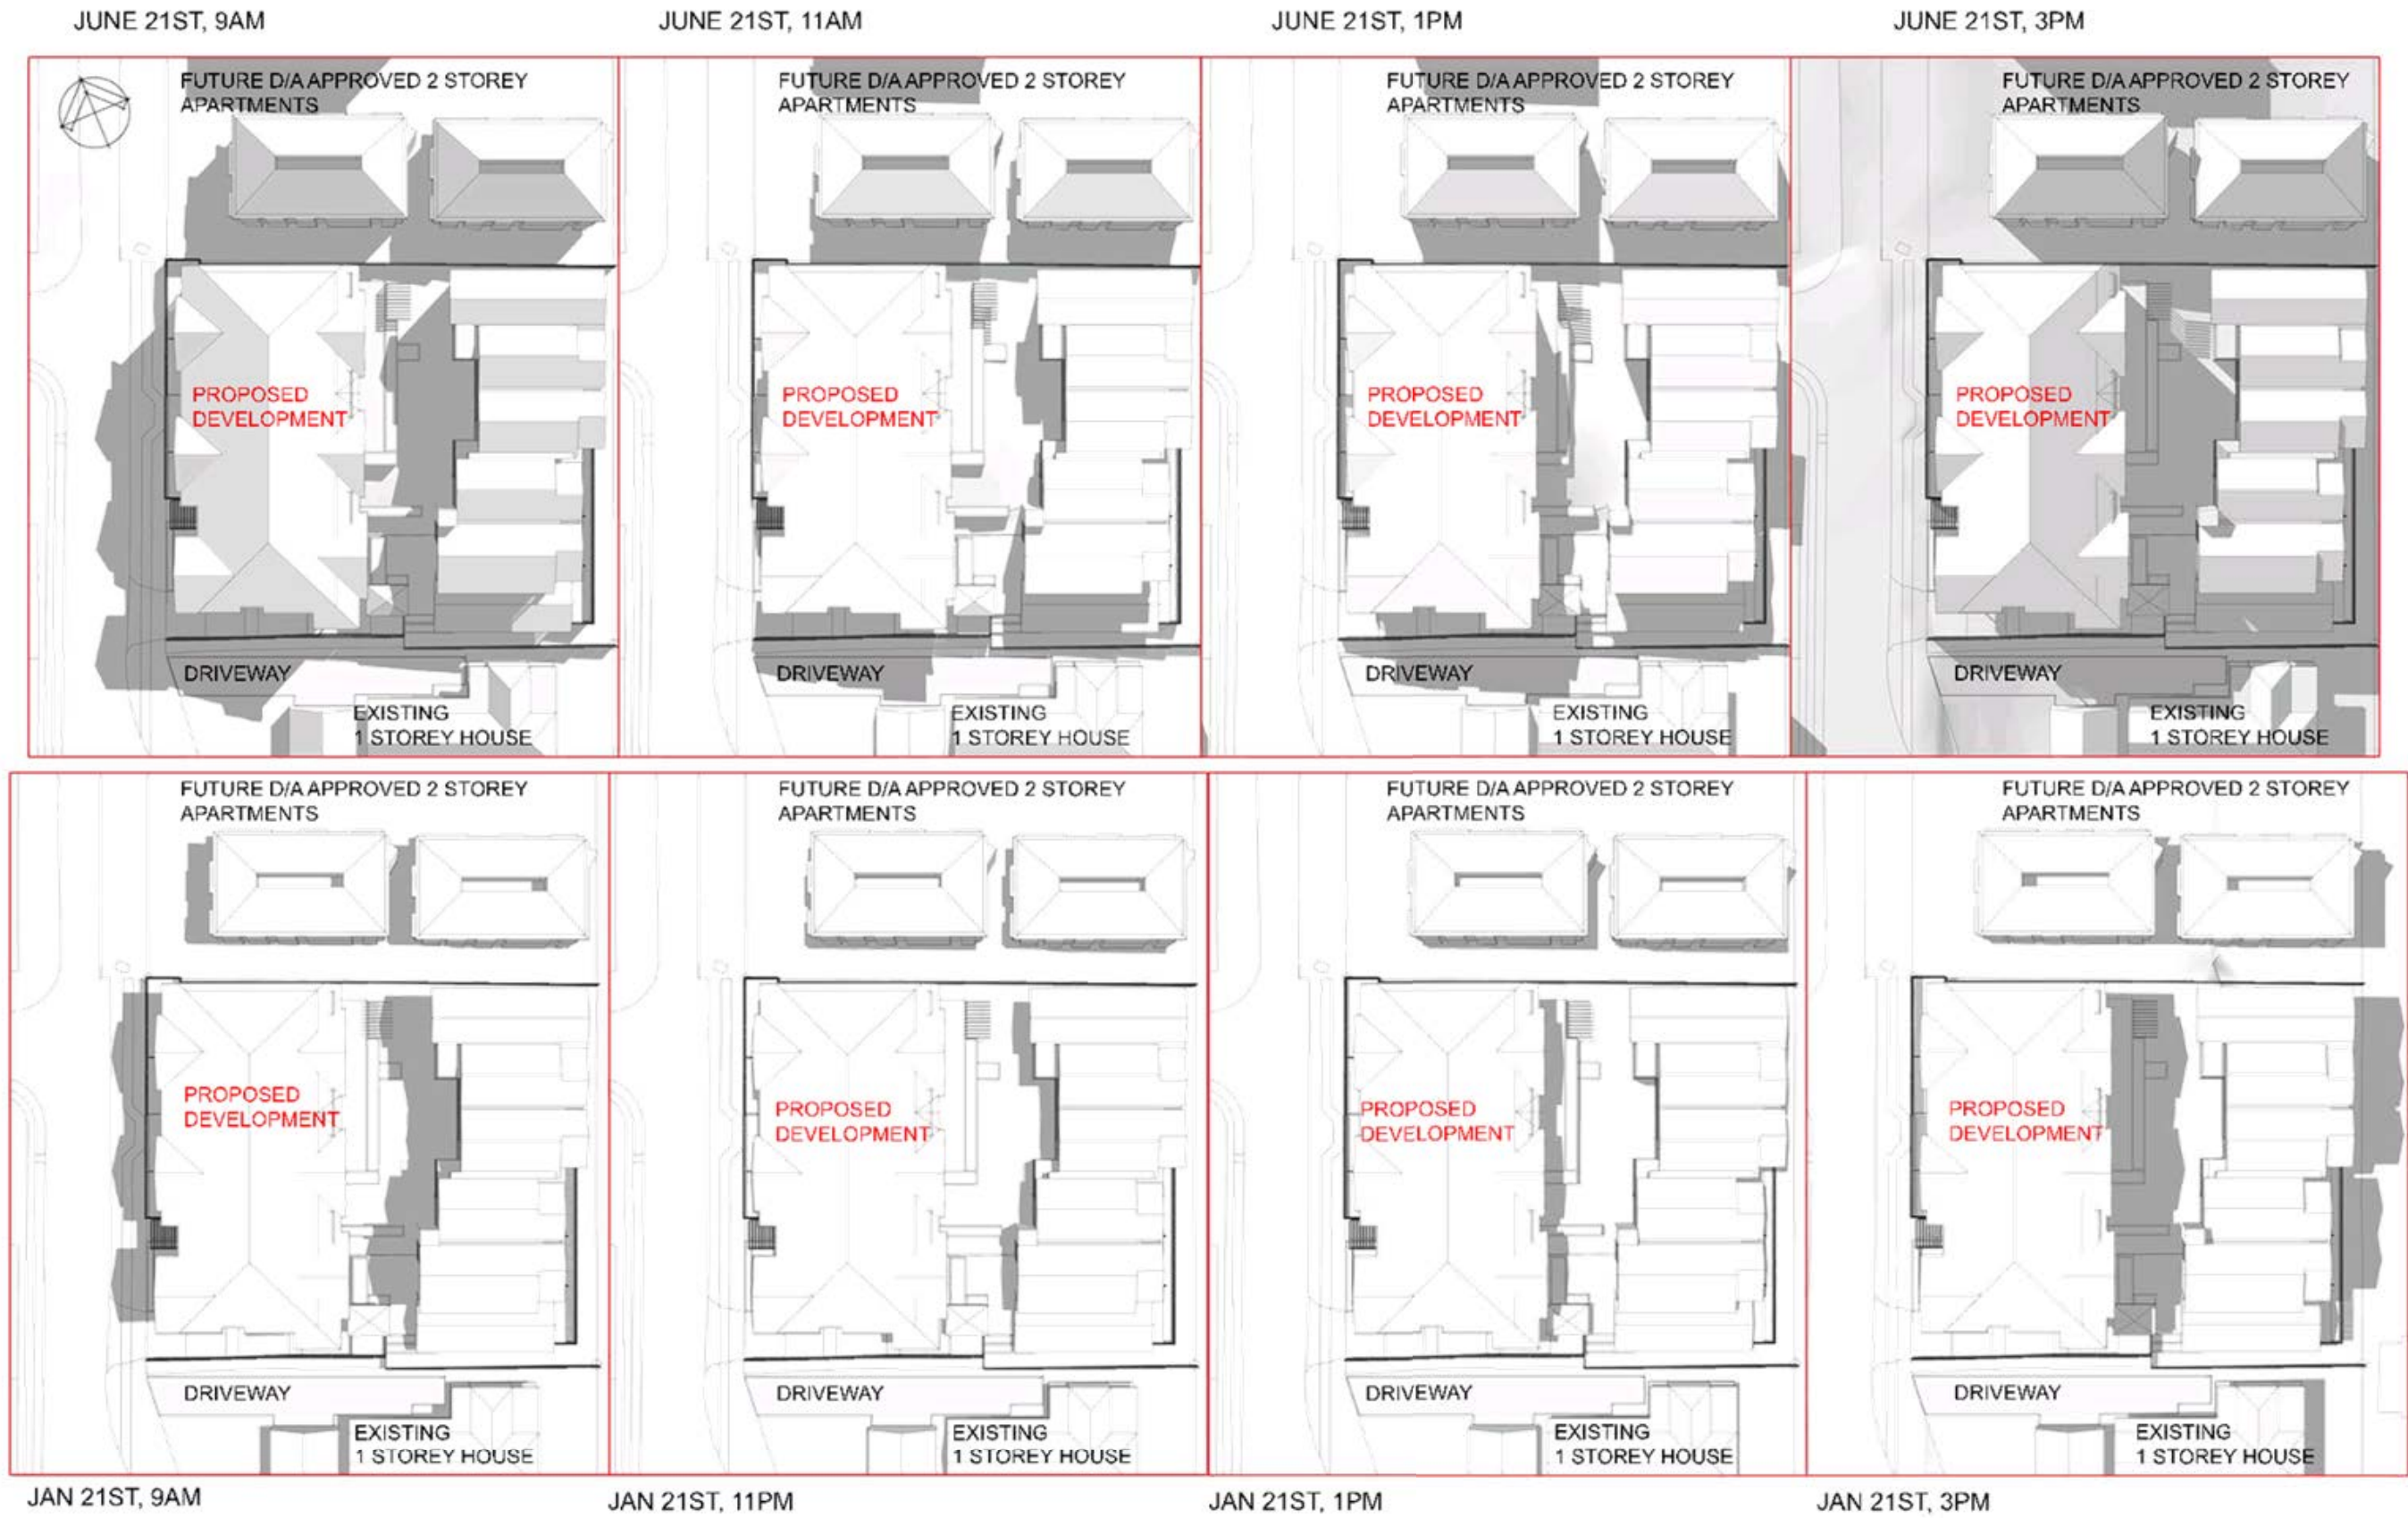 JUNE 21ST, 9AM
JUNE 21ST, 11AM
JUNE 21ST, 1PM
JUNE 21ST, 3PM
FUTURE D/A APPROVED 2 STOREY
APARTMENTS
PROPOSED
DEVELOPMENT
DRIVEWAY
EXISTING
1 STOREY HOUSE
FUTURE D/A APPROVED 2 STOREY
APARTMENTS
PROPOSED
DEVELOPMENT
DRIVEWAY
EXISTING
1 STOREY HOUSE
FUTURE D/A APPROVED 2 STOREY
APARTMENTS
PROPOSED
DEVELOPMENT
DRIVEWAY
EXISTING
1 STOREY HOUSE
FUTURE D/A APPROVED 2 STOREY
APARTMENTS
PROPOSED
DEVELOPMENT
DRIVEWAY
EXISTING
1 STOREY HOUSE
FUTURE D/A APPROVED 2 STOREY
APARTMENTS
PROPOSED
DEVELOPMENT
DRIVEWAY
EXISTING
1 STOREY HOUSE
FUTURE D/A APPROVED 2 STOREY
APARTMENTS
PROPOSED
DEVELOPMENT
DRIVEWAY
EXISTING
1 STOREY HOUSE
FUTURE D/A APPROVED 2 STOREY
APARTMENTS
PROPOSED
DEVELOPMENT
DRIVEWAY
EXISTING
1 STOREY HOUSE
FUTURE D/A APPROVED 2 STOREY
APARTMENTS
PROPOSED
DEVELOPMENT
DRIVEWAY
EXISTING
1 STOREY HOUSE
JAN 21ST, 9AM
JAN 21ST, 11PM
JAN 21ST, 1PM
JAN 21ST, 3PM